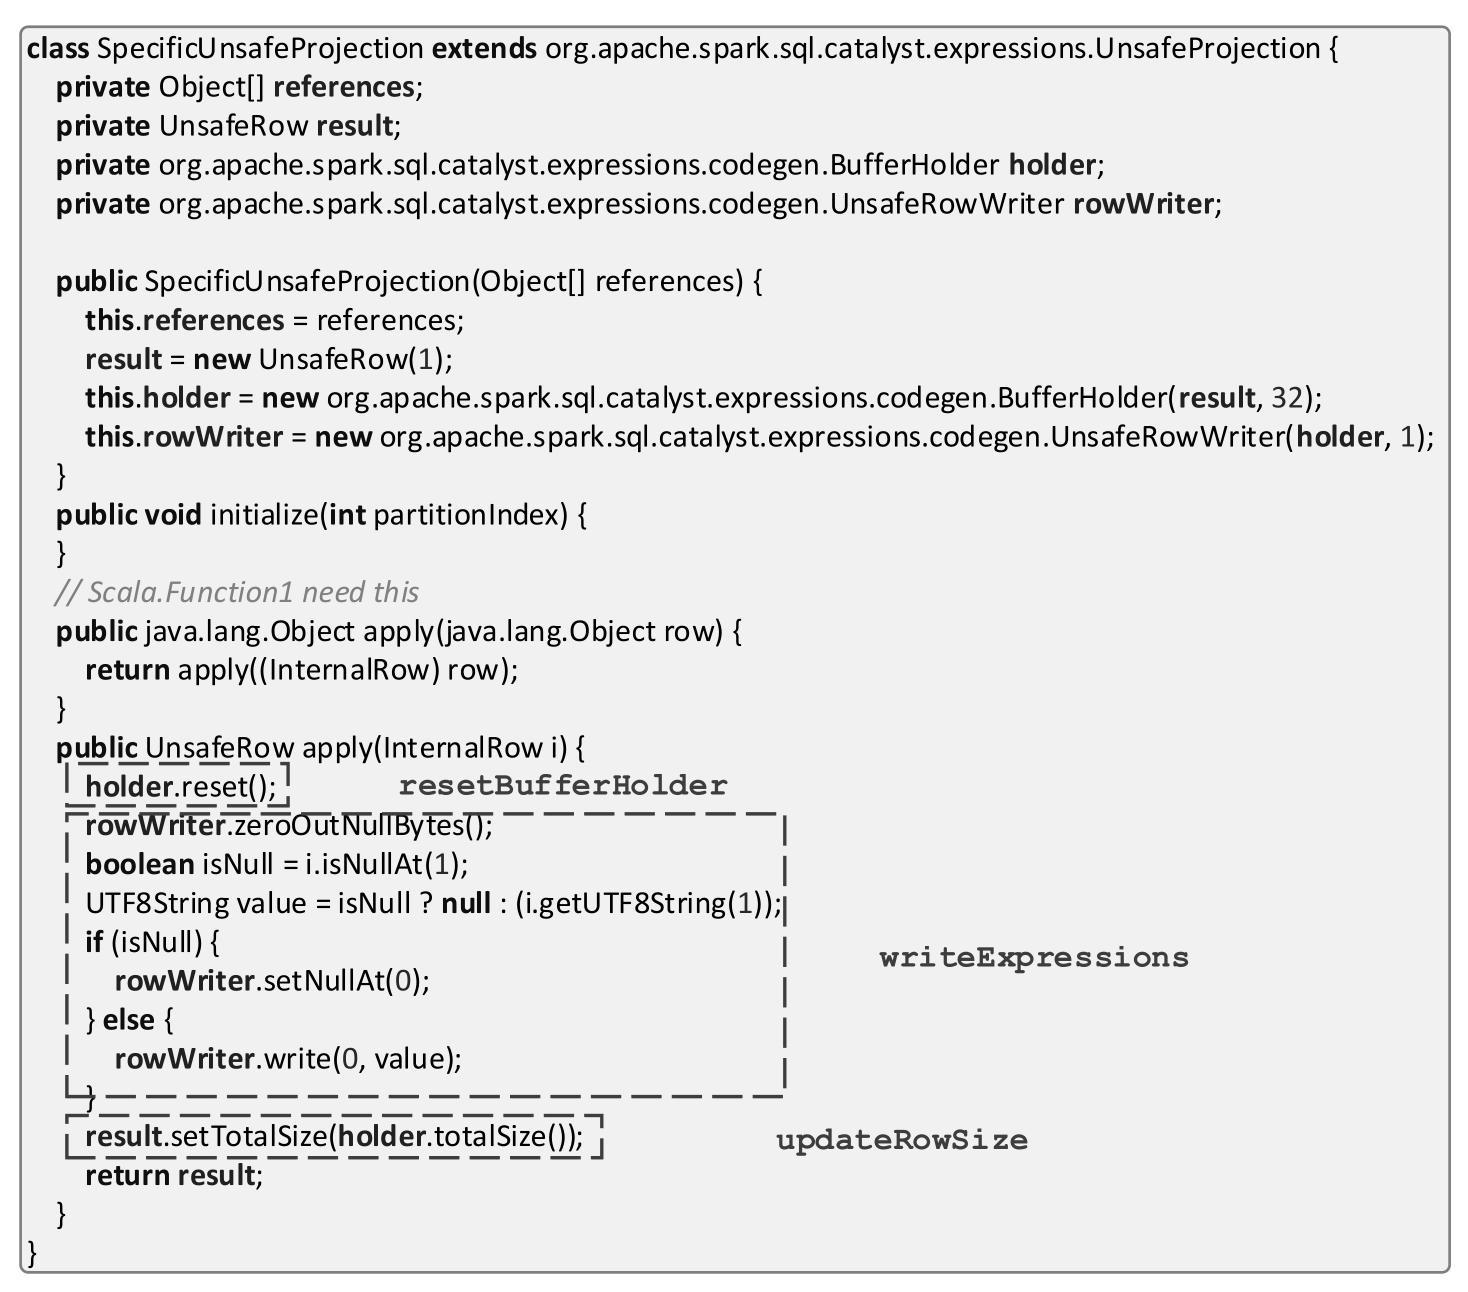 class SpecificUnsafeProjection extends org.apache.spark.sql.catalyst.expressions.UnsafeProjection {
private Object[] references;
private UnsafeRow result;
private org.apache.spark.sql.catalyst.expressions.codegen.BufferHolder holder;
private org.apache.spark.sql.catalyst.expressions.codegen.UnsafeRowWriter rowWriter;
public SpecificUnsafeProjection(Object[] references) {
this.references = references;
result = new UnsafeRow(1);
this.holder = new org.apache.spark.sql.catalyst.expressions.codegen.BufferHolder(result, 32);
this.rowWriter = new org.apache.spark.sql.catalyst.expressions.codegen.UnsafeRowWriter(holder, 1);
}
public void initialize(int partitionIndex) {
}
// Scala.Function1 need this
public java.lang.Object apply(java.lang.Object row) {
return apply((InternalRow) row);
}
public UnsafeRow apply(InternalRow i) {
holder.reset(); resetBufferHolder
rowWriter.zeroOutNullBytes();
boolean isNull = i.isNullAt(1);
UTF8String value = isNull ? null : (i.getUTF8String(1));
if (isNull) {
writeExpressions
rowWriter.setNullAt(0);
} else {
rowWriter.write(0, value);
}
result.setTotalSize(holder.totalSize()); updateRowSize
return result;
}
}